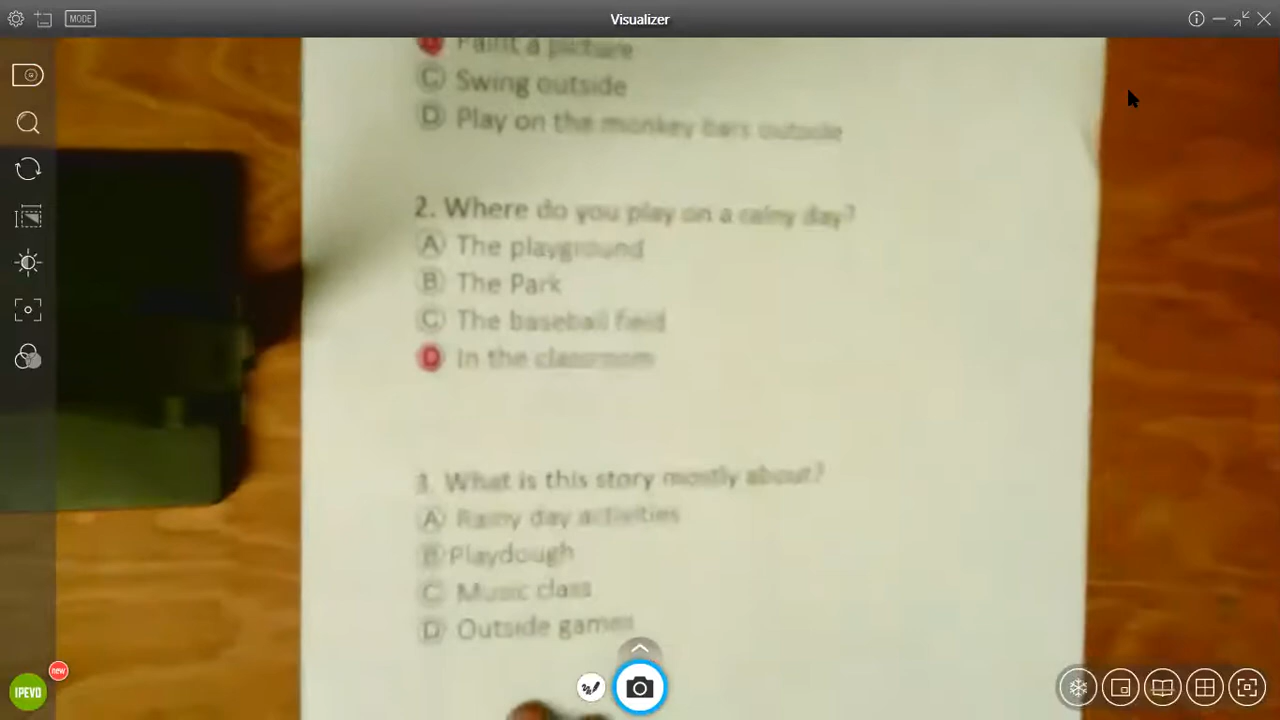 MODE
Visualizer
Paint a picture
C Swing outside
D Play on the monkey bars outside
2. Where do you play on a rainy day?
A The playground
B The Park
C The baseball field
D In the classroom
3. What is this story mostly about?
A Rainy day activities
B Playdough
C Music class
D Outside games
new
IPEVO